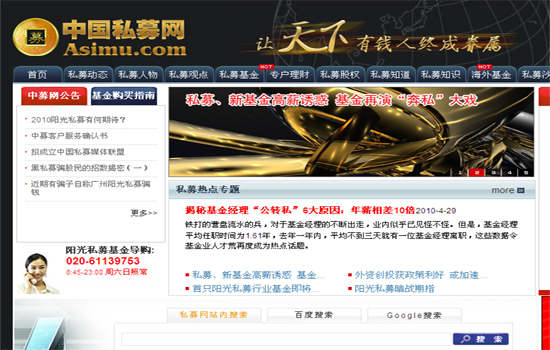 中国私募网
Asimu.com
让 天下 有钱人终成眷属
首页 私募动态 私募人物 私募观点 私募基金 专户理财 私募股权 私募知道 私募知识 海外基金 私募沙
HOT HOT
中募网公告 基金购买指南
2010阳光私募有何期待？
中募客户服务确认书
拟成立中国私募媒体联盟
黑私募骗股民的招数揭密（一）
近期有骗子自称广州阳光私募骗
钱
更多>>
阳光私募基金导购:
020-61139753
8:45-23:00 周六日照常
私募、新基金高薪诱惑 基金再演“奔私”大戏
1 2 3 4 5
私募热点专题 more
揭秘基金经理“公转私”6大原因：年薪相差10倍2010-4-29
铁打的营盘流水的兵，对于基金经理的不断出走，业内似乎已见怪不怪。但是，基金经理
平均任职时间为1.61年，去年一年内，平均不到三天就有一位基金经理离职，这些数据令
基金业人才荒再度成为热点话题。
私募、新基金高薪诱惑 基金... 外资创投获政策利好 或加速...
首只阳光私募行业基金即将... 阳光私募暗战期指
私募网站内搜索 百度搜索 Google搜索
搜 索